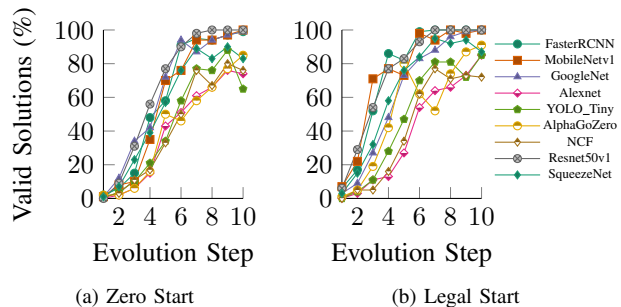 Valid Solutions (%)
100
80
60
40
20
0
2 4 6 8 10
Evolution Step
(a) Zero Start
100
80
60
40
20
0
2 4 6 8 10
Evolution Step
(b) Legal Start
FasterRCNN
MobileNetv1
GoogleNet
Alexnet
YOLO_Tiny
AlphaGoZero
NCF
Resnet50v1
SqueezeNet